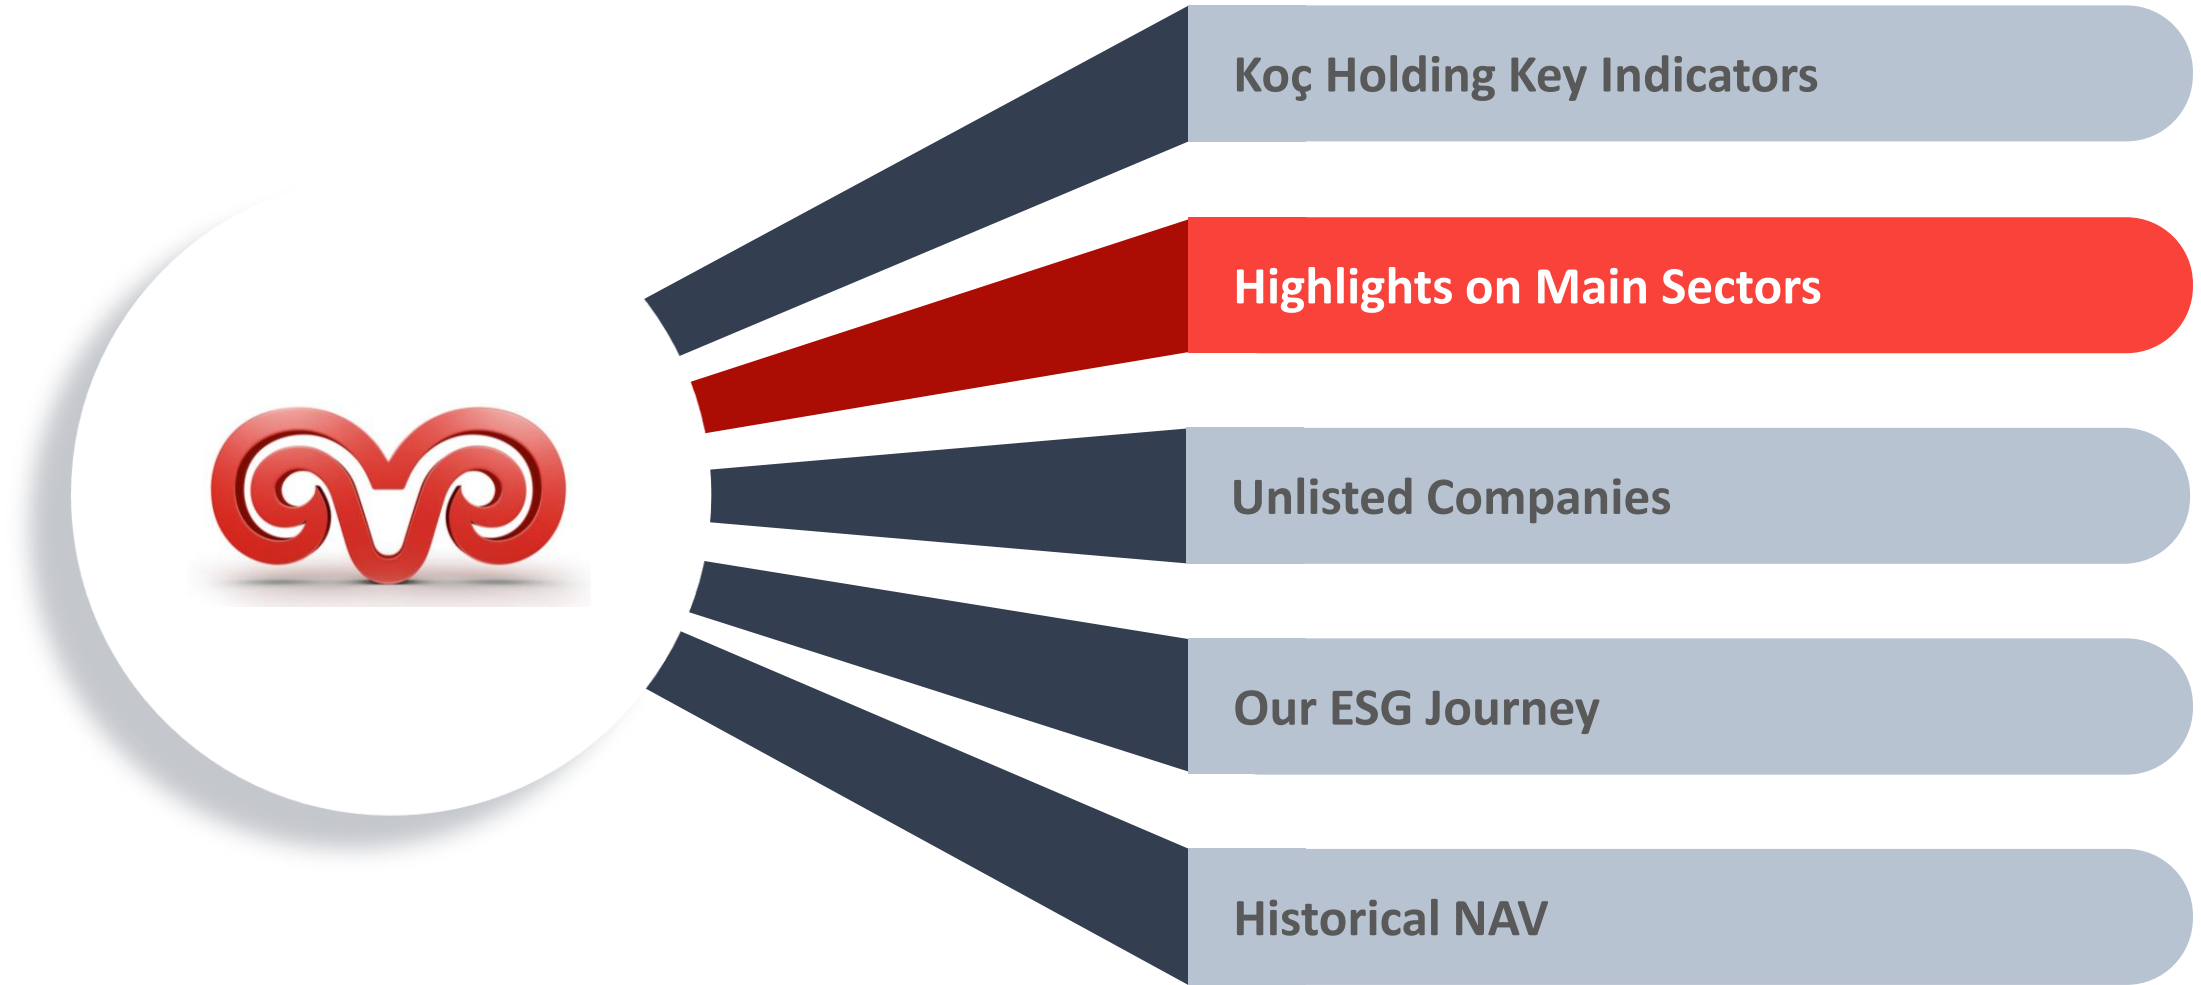 Koç Holding Key Indicators
Highlights on Main Sectors
Unlisted Companies
Our ESG Journey
Historical NAV